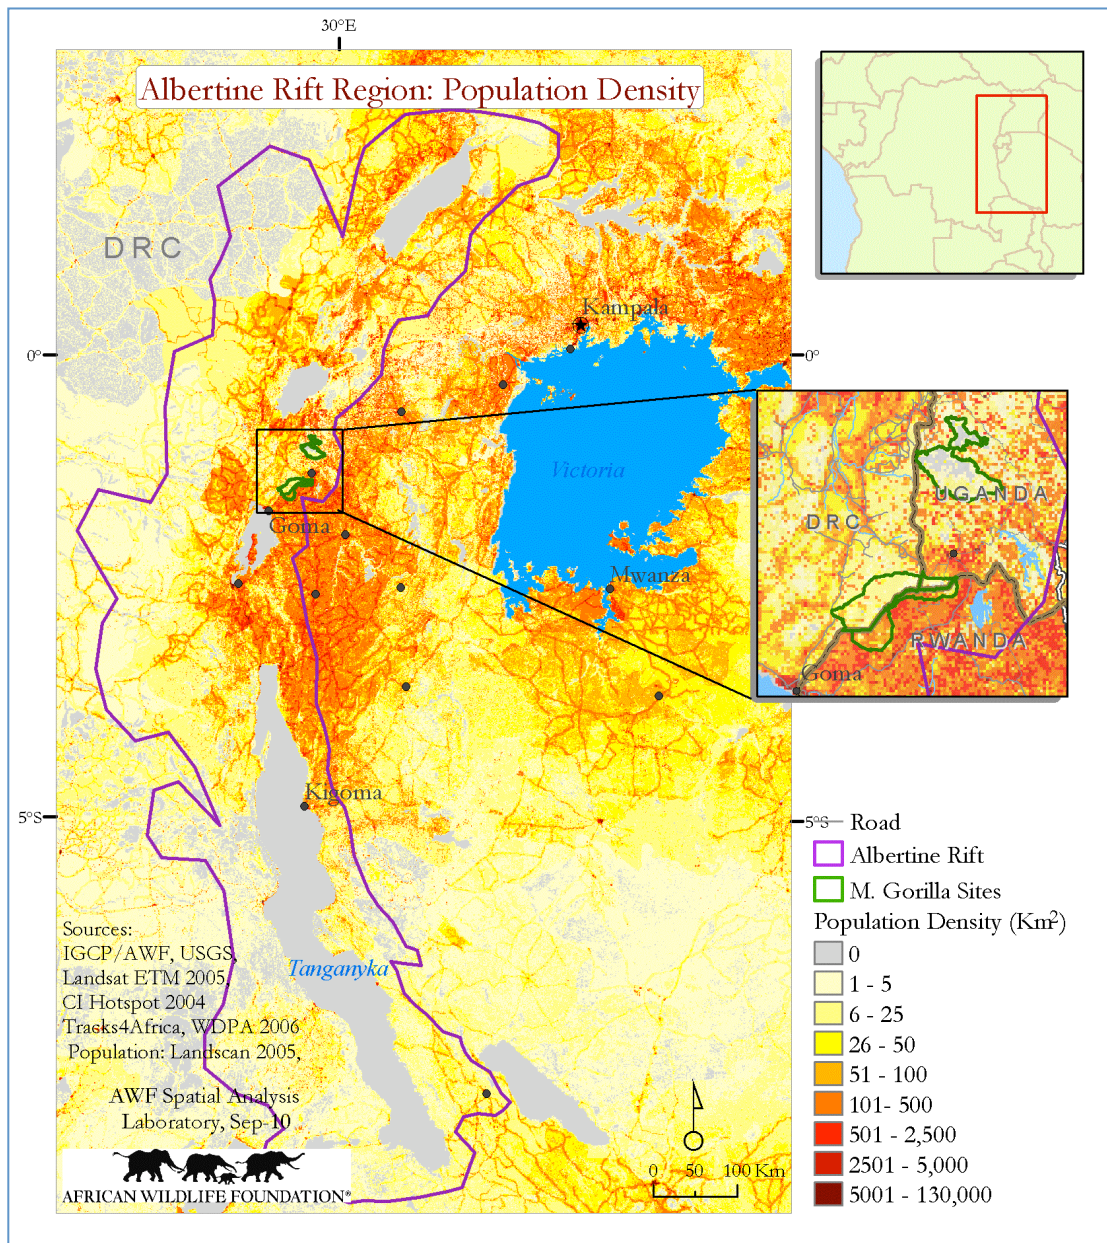 30°E
Albertine Rift Region: Population Density
DRC
Kampala
0°
0°
Victoria
UGANDA
DRC
Goma
Mwanza
RWANDA
Goma
Kigoma
5°S
5°S
Road
Albertine Rift
M. Gorilla Sites
Population Density (Km²)
0
1 - 5
6 - 25
26 - 50
51 - 100
101- 500
501 - 2,500
2501 - 5,000
5001 - 130,000
Sources:
IGCP/AWF, USGS,
Landsat ETM 2005,
CI Hotspot 2004
Tracks4Africa, WDPA 2006
Population: Landscan 2005,
Tanganyka
AWF Spatial Analysis
Laboratory, Sep-10
0 50 100 Km
AFRICAN WILDLIFE FOUNDATION®